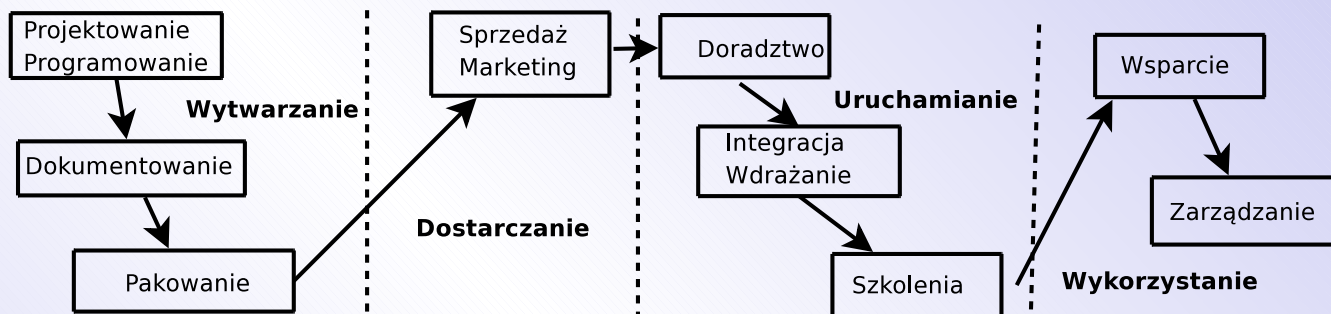 Projektowanie
Programowanie
Wytwarzanie
Dokumentowanie
Pakowanie
Sprzedaż
Marketing
Dostarczanie
Doradztwo
Uruchamianie
Integracja
Wdrażanie
Szkolenia
Wsparcie
Zarządzanie
Wykorzystanie